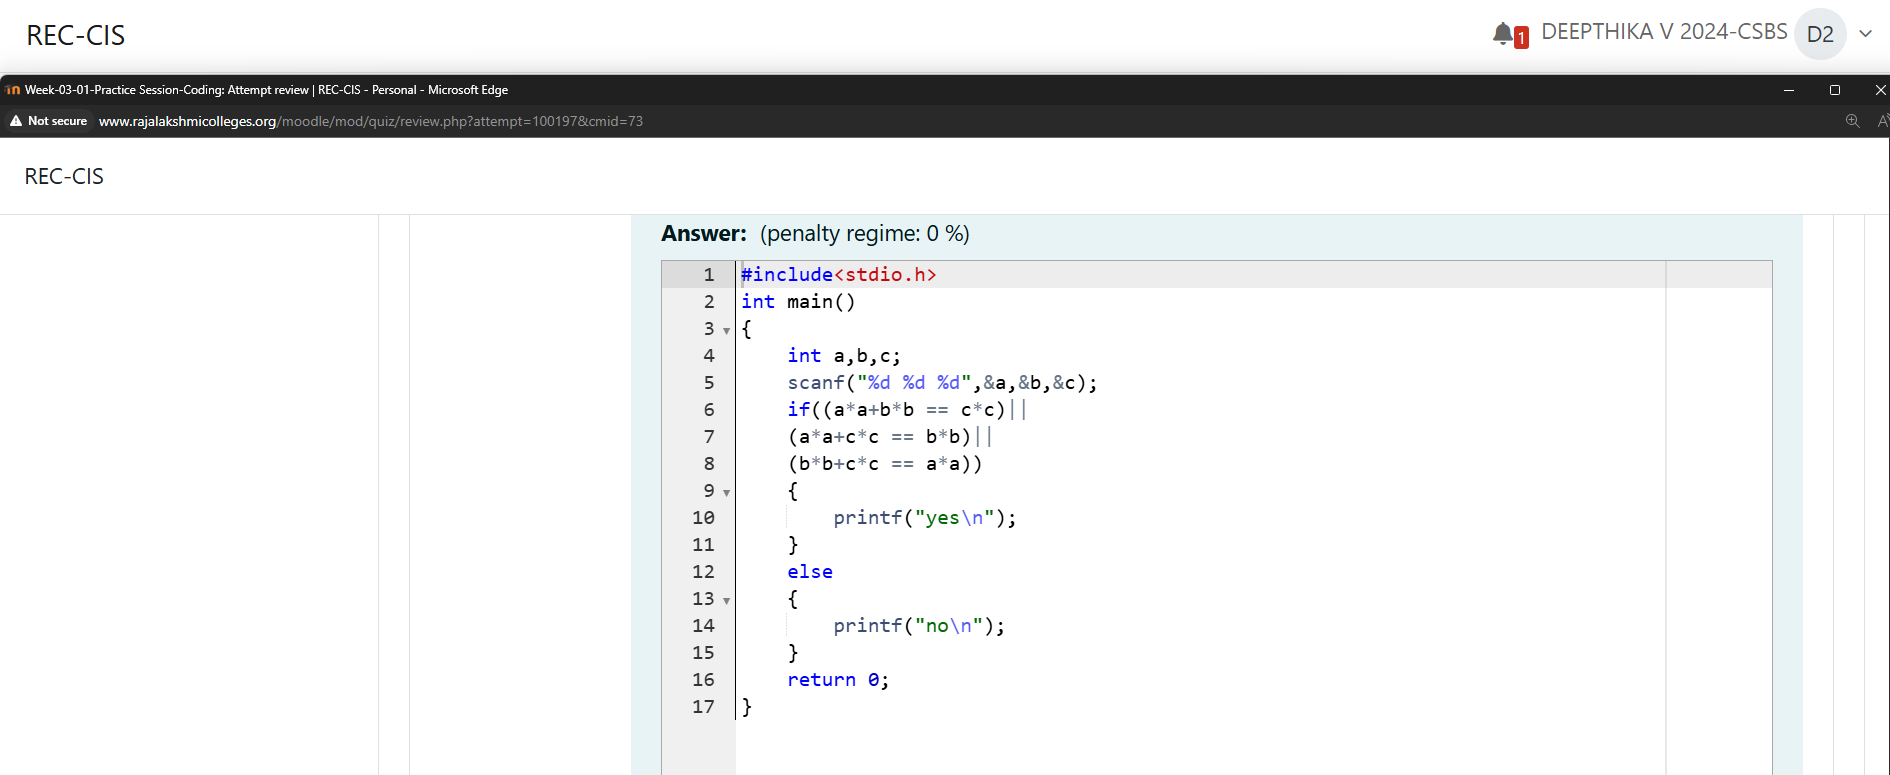 REC-CIS
1
DEEPTHIKA V 2024-CSBS
D2
in Week-03-01-Practice Session-Coding: Attempt review | REC-CIS - Personal - Microsoft Edge
Not secure www.rajalakshmicolleges.org/moodle/mod/quiz/review.php?attempt=100197&cmid=73
REC-CIS
Answer: (penalty regime: 0 %)
1 #include<stdio.h>
2 int main()
3 {
4     int a,b,c;
5     scanf("%d %d %d",&a,&b,&c);
6     if((a*a+b*b == c*c)||
7     (a*a+c*c == b*b)||
8     (b*b+c*c == a*a))
9     {
10         printf("yes\n");
11     }
12     else
13     {
14         printf("no\n");
15     }
16     return 0;
17 }